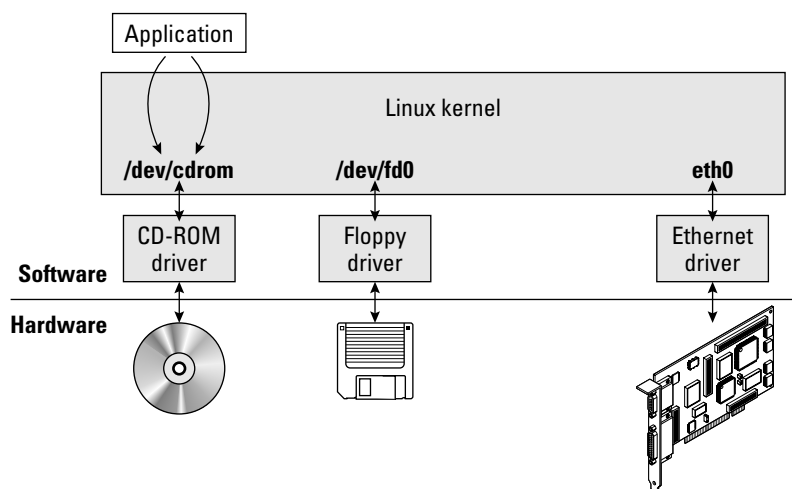 Application
Linux kernel
/dev/cdrom
/dev/fd0
eth0
CD-ROM
driver
Floppy
driver
Ethernet
driver
Software
Hardware